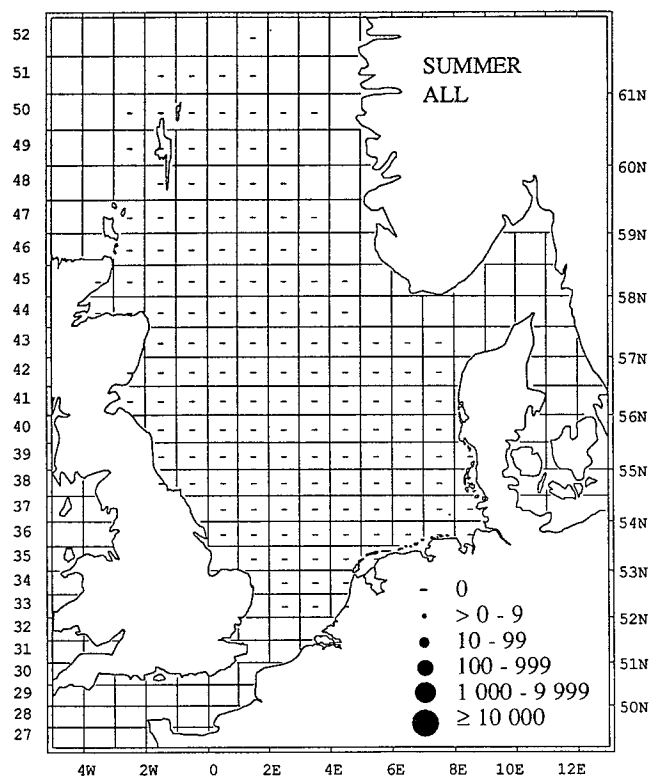 SUMMER
ALL
52
51
50
49
48
47
46
45
44
43
42
41
40
39
38
37
36
35
34
33
32
31
30
29
28
27
61N
60N
59N
58N
57N
56N
55N
54N
53N
52N
51N
50N
- 0
> 0 - 9
10 - 99
100 - 999
1 000 - 9 999
≥ 10 000
4W 2W 0 2E 4E 6E 8E 10E 12E